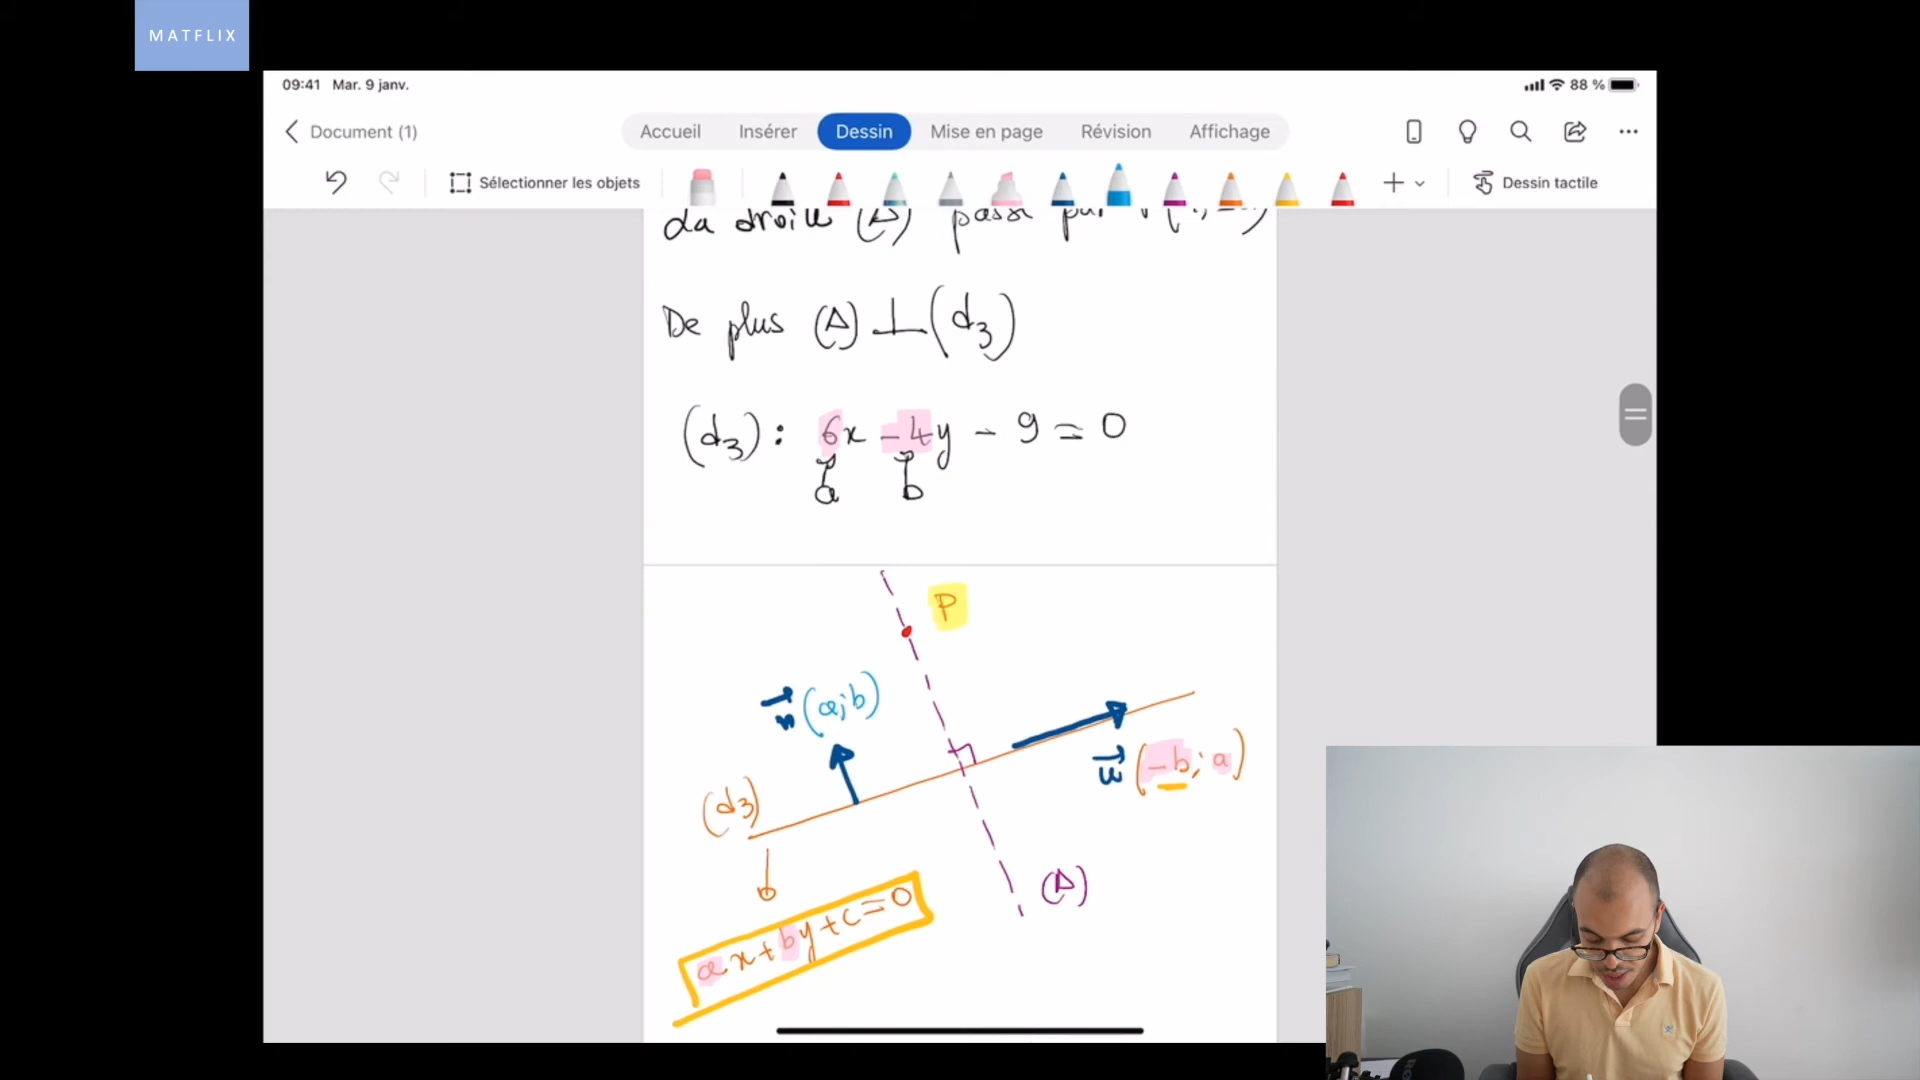 MATFLIX
09:41 Mar. 9 janv.
88 %
Document (1)
Accueil Insérer Dessin Mise en page Révision Affichage
Sélectionner les objets
Dessin tactile
La droite (Δ) passe par
De plus (Δ) ⊥ (d₃)
(d₃) : 6x - 4y - 9 = 0
a b
P
n⃗ (a;b)
(d₃)
(-b; a)
(Δ)
ax + by + c = 0